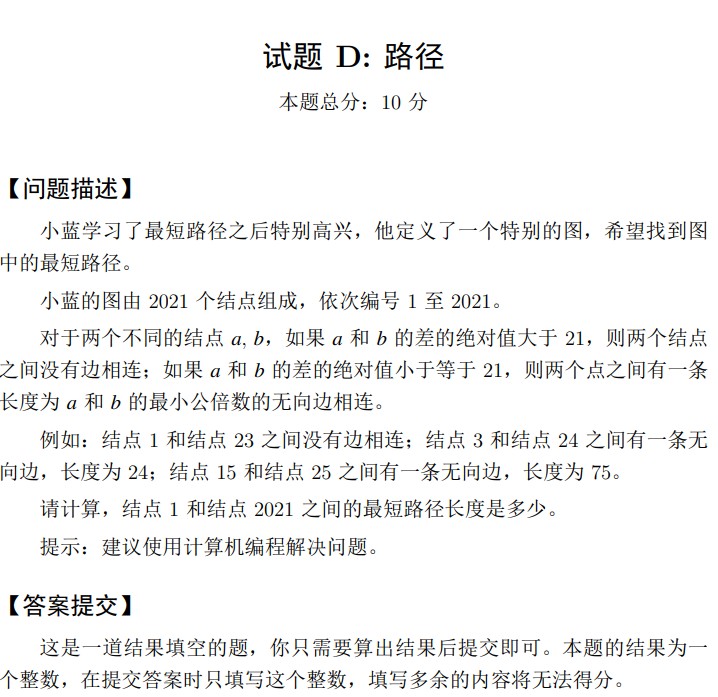 试题 D: 路径
本题总分：10 分
【问题描述】
小蓝学习了最短路径之后特别高兴，他定义了一个特别的图，希望找到图
中的最短路径。
小蓝的图由 2021 个结点组成，依次编号 1 至 2021。
对于两个不同的结点 a, b，如果 a 和 b 的差的绝对值大于 21，则两个结点
之间没有边相连；如果 a 和 b 的差的绝对值小于等于 21，则两个点之间有一条
长度为 a 和 b 的最小公倍数的无向边相连。
例如：结点 1 和结点 23 之间没有边相连；结点 3 和结点 24 之间有一条无
向边，长度为 24；结点 15 和结点 25 之间有一条无向边，长度为 75。
请计算，结点 1 和结点 2021 之间的最短路径长度是多少。
提示：建议使用计算机编程解决问题。
【答案提交】
这是一道结果填空的题，你只需要算出结果后提交即可。本题的结果为一
个整数，在提交答案时只填写这个整数，填写多余的内容将无法得分。